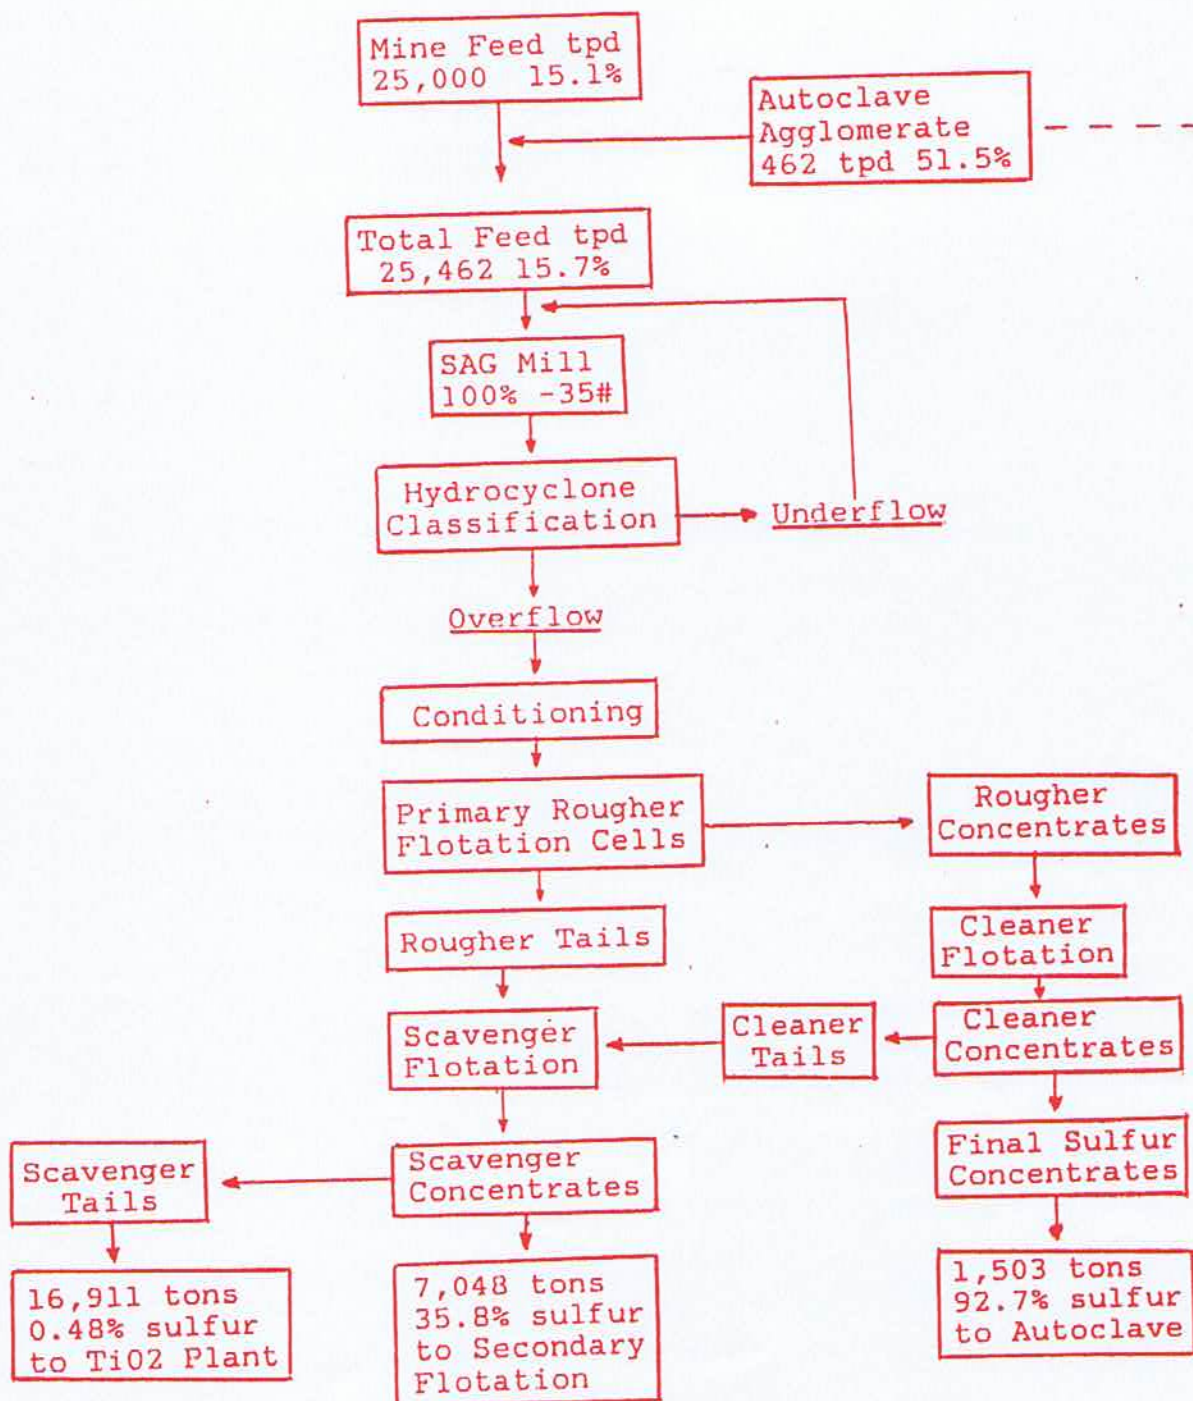 Mine Feed tpd
25,000 15.1%
Autoclave
Agglomerate
462 tpd 51.5%
Total Feed tpd
25,462 15.7%
SAG Mill
100% -35#
Hydrocyclone
Classification
Underflow
Overflow
Conditioning
Primary Rougher
Flotation Cells
Rougher
Concentrates
Rougher Tails
Cleaner
Flotation
Scavenger
Flotation
Cleaner
Tails
Cleaner
Concentrates
Scavenger
Tails
Scavenger
Concentrates
Final Sulfur
Concentrates
16,911 tons
0.48% sulfur
to TiO2 Plant
7,048 tons
35.8% sulfur
to Secondary
Flotation
1,503 tons
92.7% sulfur
to Autoclave